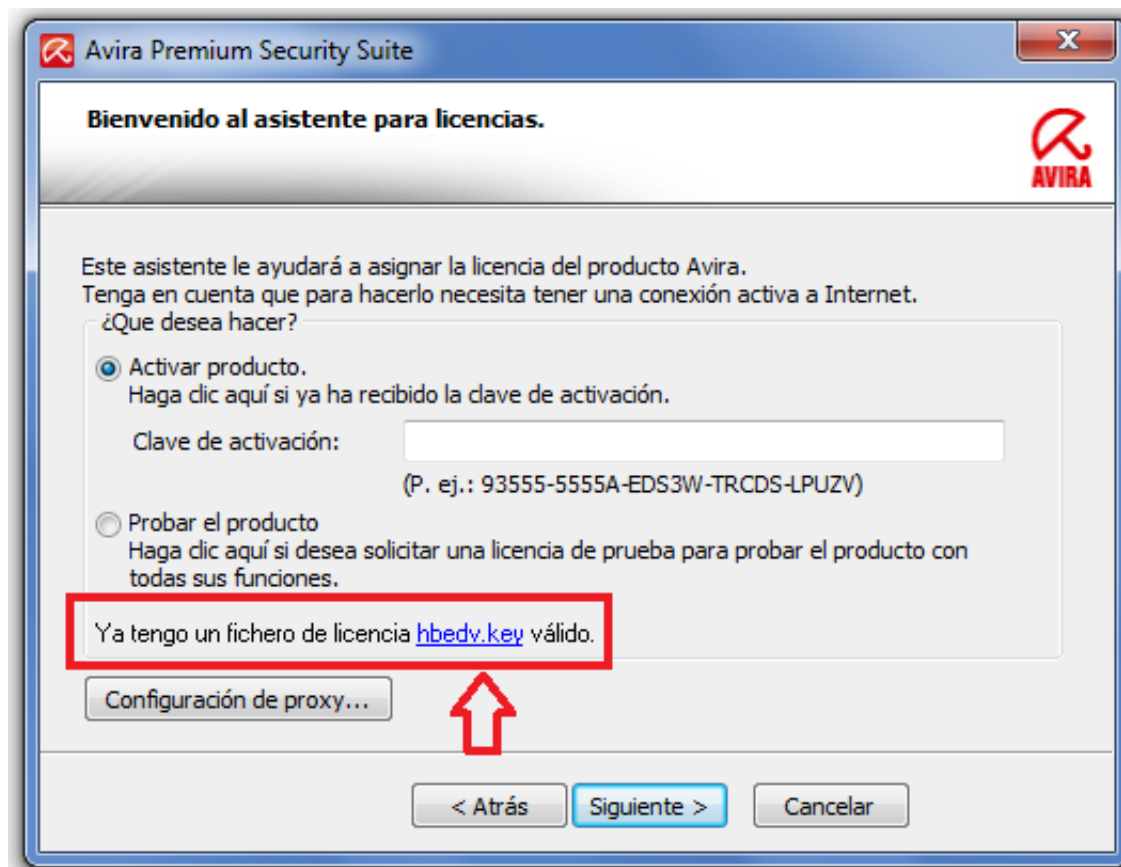 Avira Premium Security Suite
X
Bienvenido al asistente para licencias.
AVIRA
Este asistente le ayudará a asignar la licencia del producto Avira.
Tenga en cuenta que para hacerlo necesita tener una conexión activa a Internet.
¿Que desea hacer?
Activar producto.
Haga clic aquí si ya ha recibido la clave de activación.
Clave de activación:
(P. ej.: 93555-5555A-EDS3W-TRCDS-LPUZV)
Probar el producto
Haga clic aquí si desea solicitar una licencia de prueba para probar el producto con
todas sus funciones.
Ya tengo un fichero de licencia hbedv.key válido.
Configuración de proxy...
< Atrás
Siguiente >
Cancelar